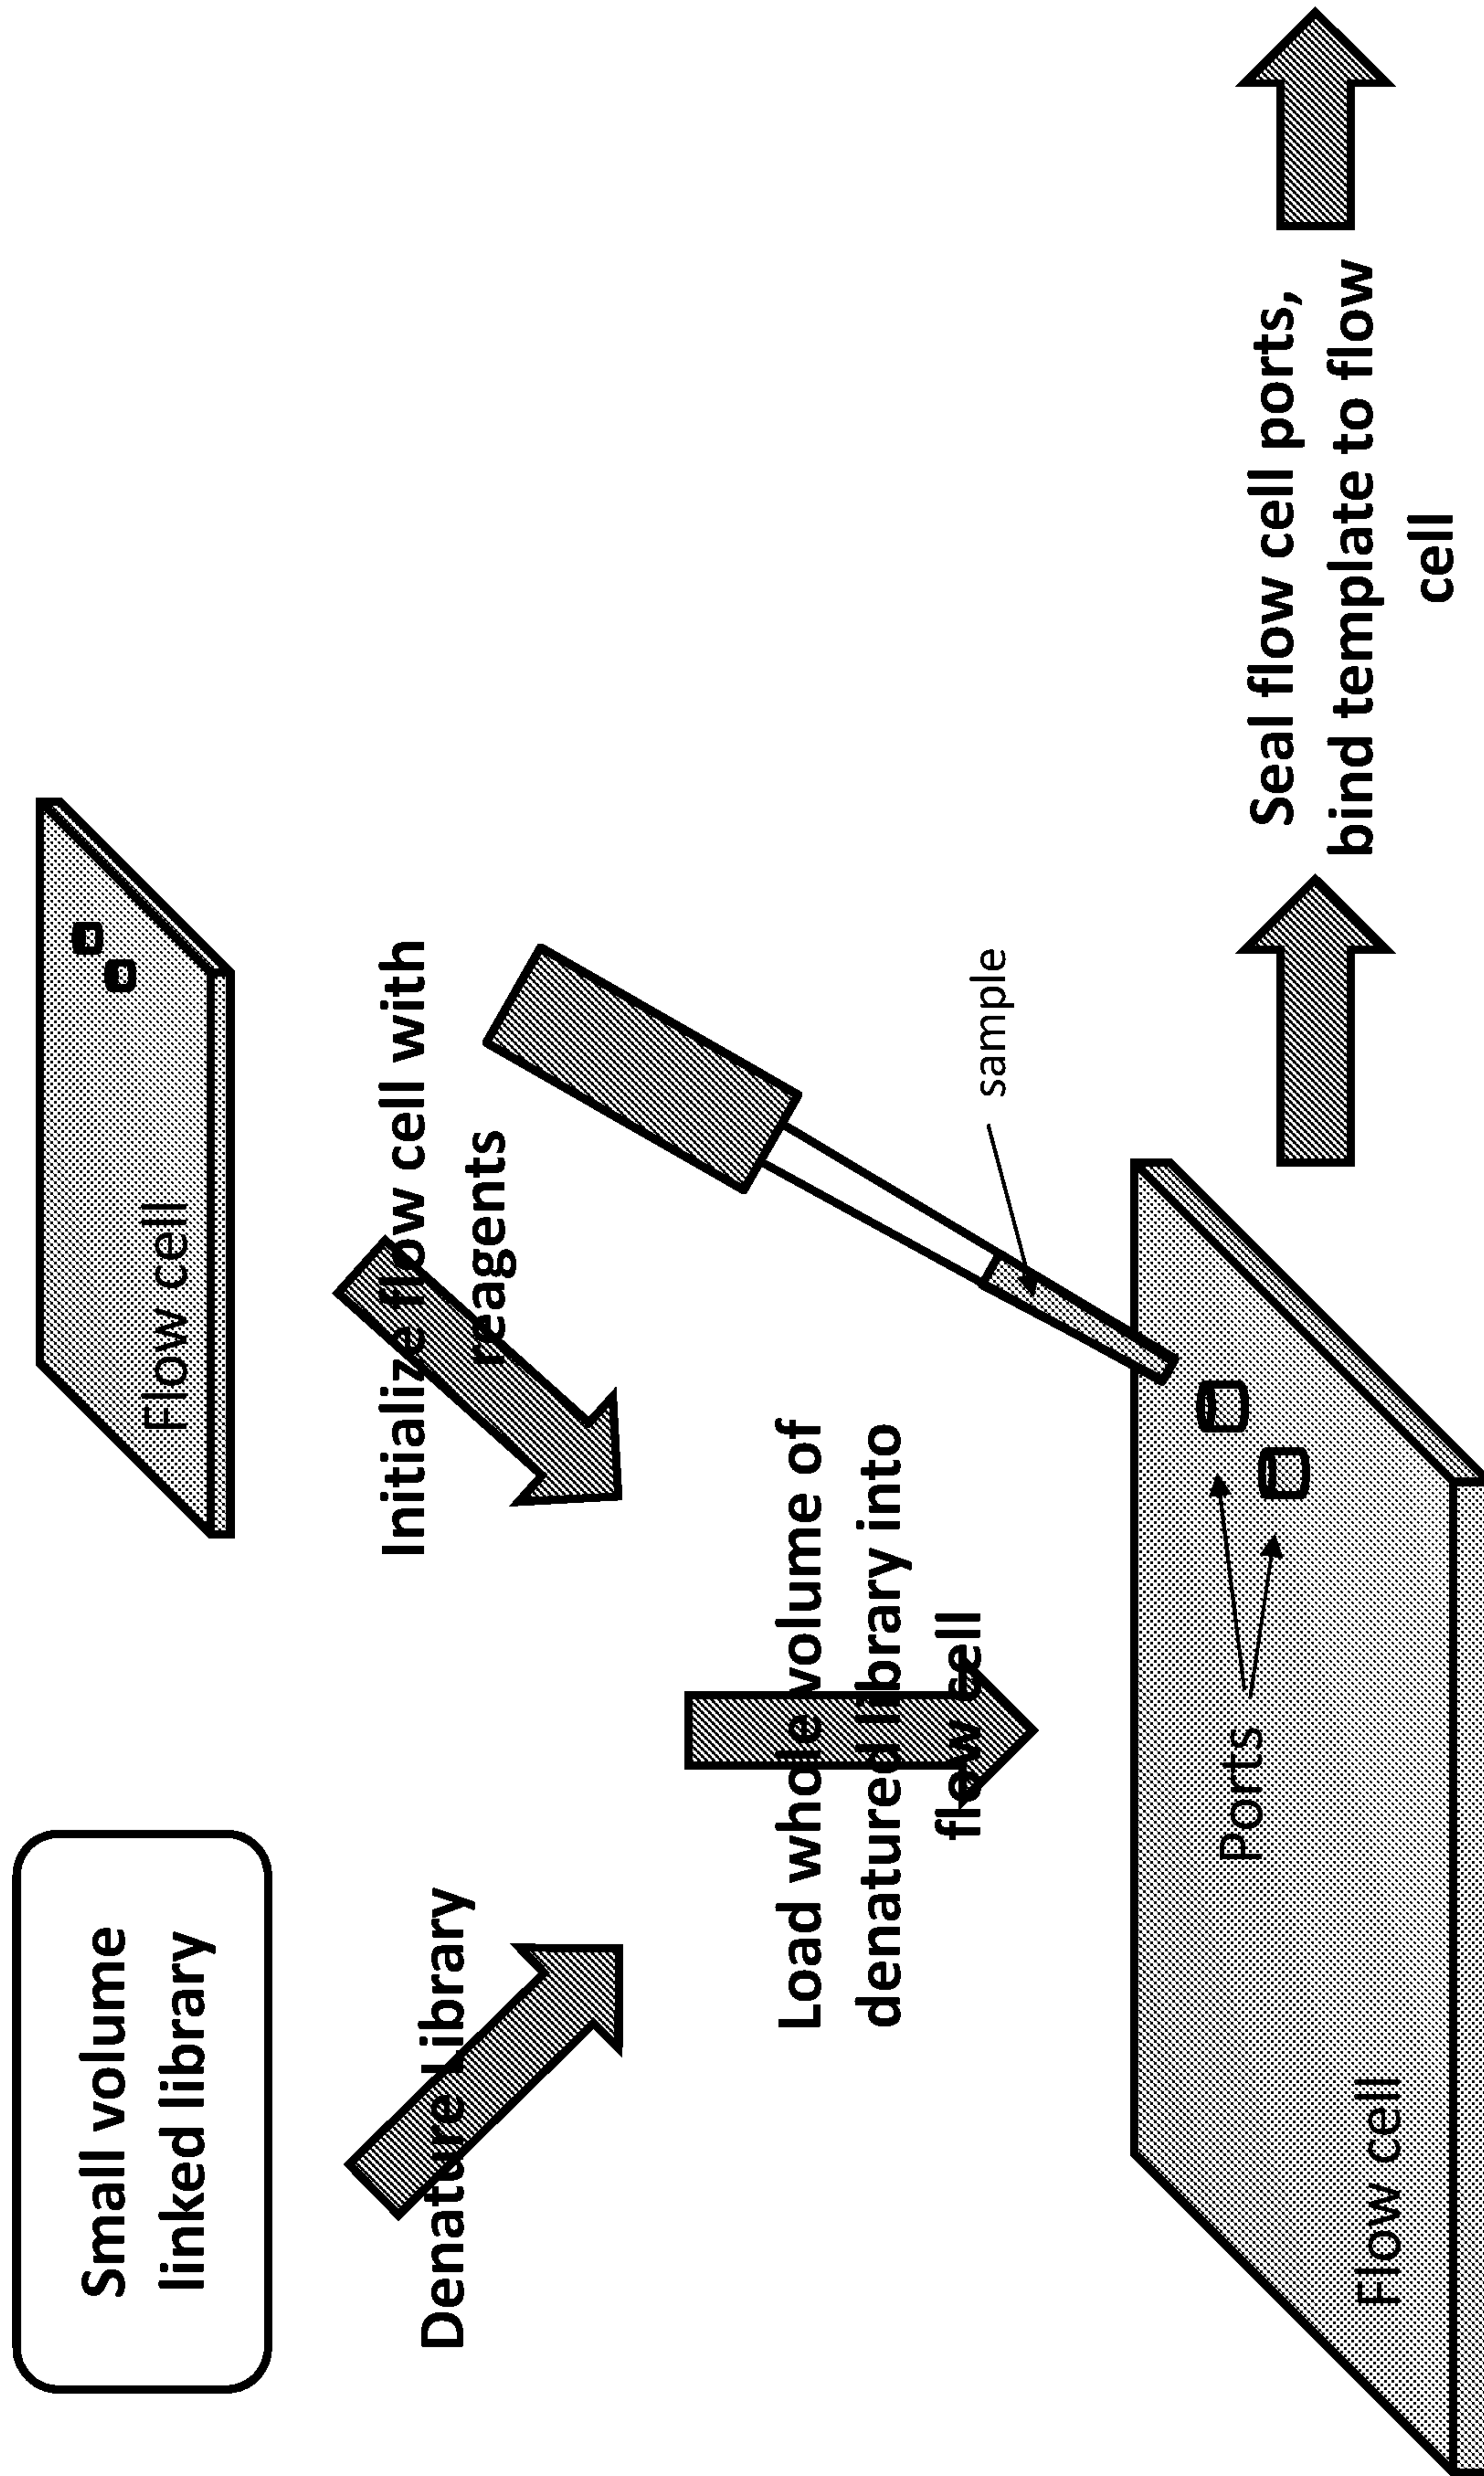 Small volume
linked library
Flow cell
Denature Library
Initialize flow cell with
reagents
Load whole volume of
denatured library into
flow cell
sample
Ports
Flow cell
Seal flow cell ports,
bind template to flow
cell